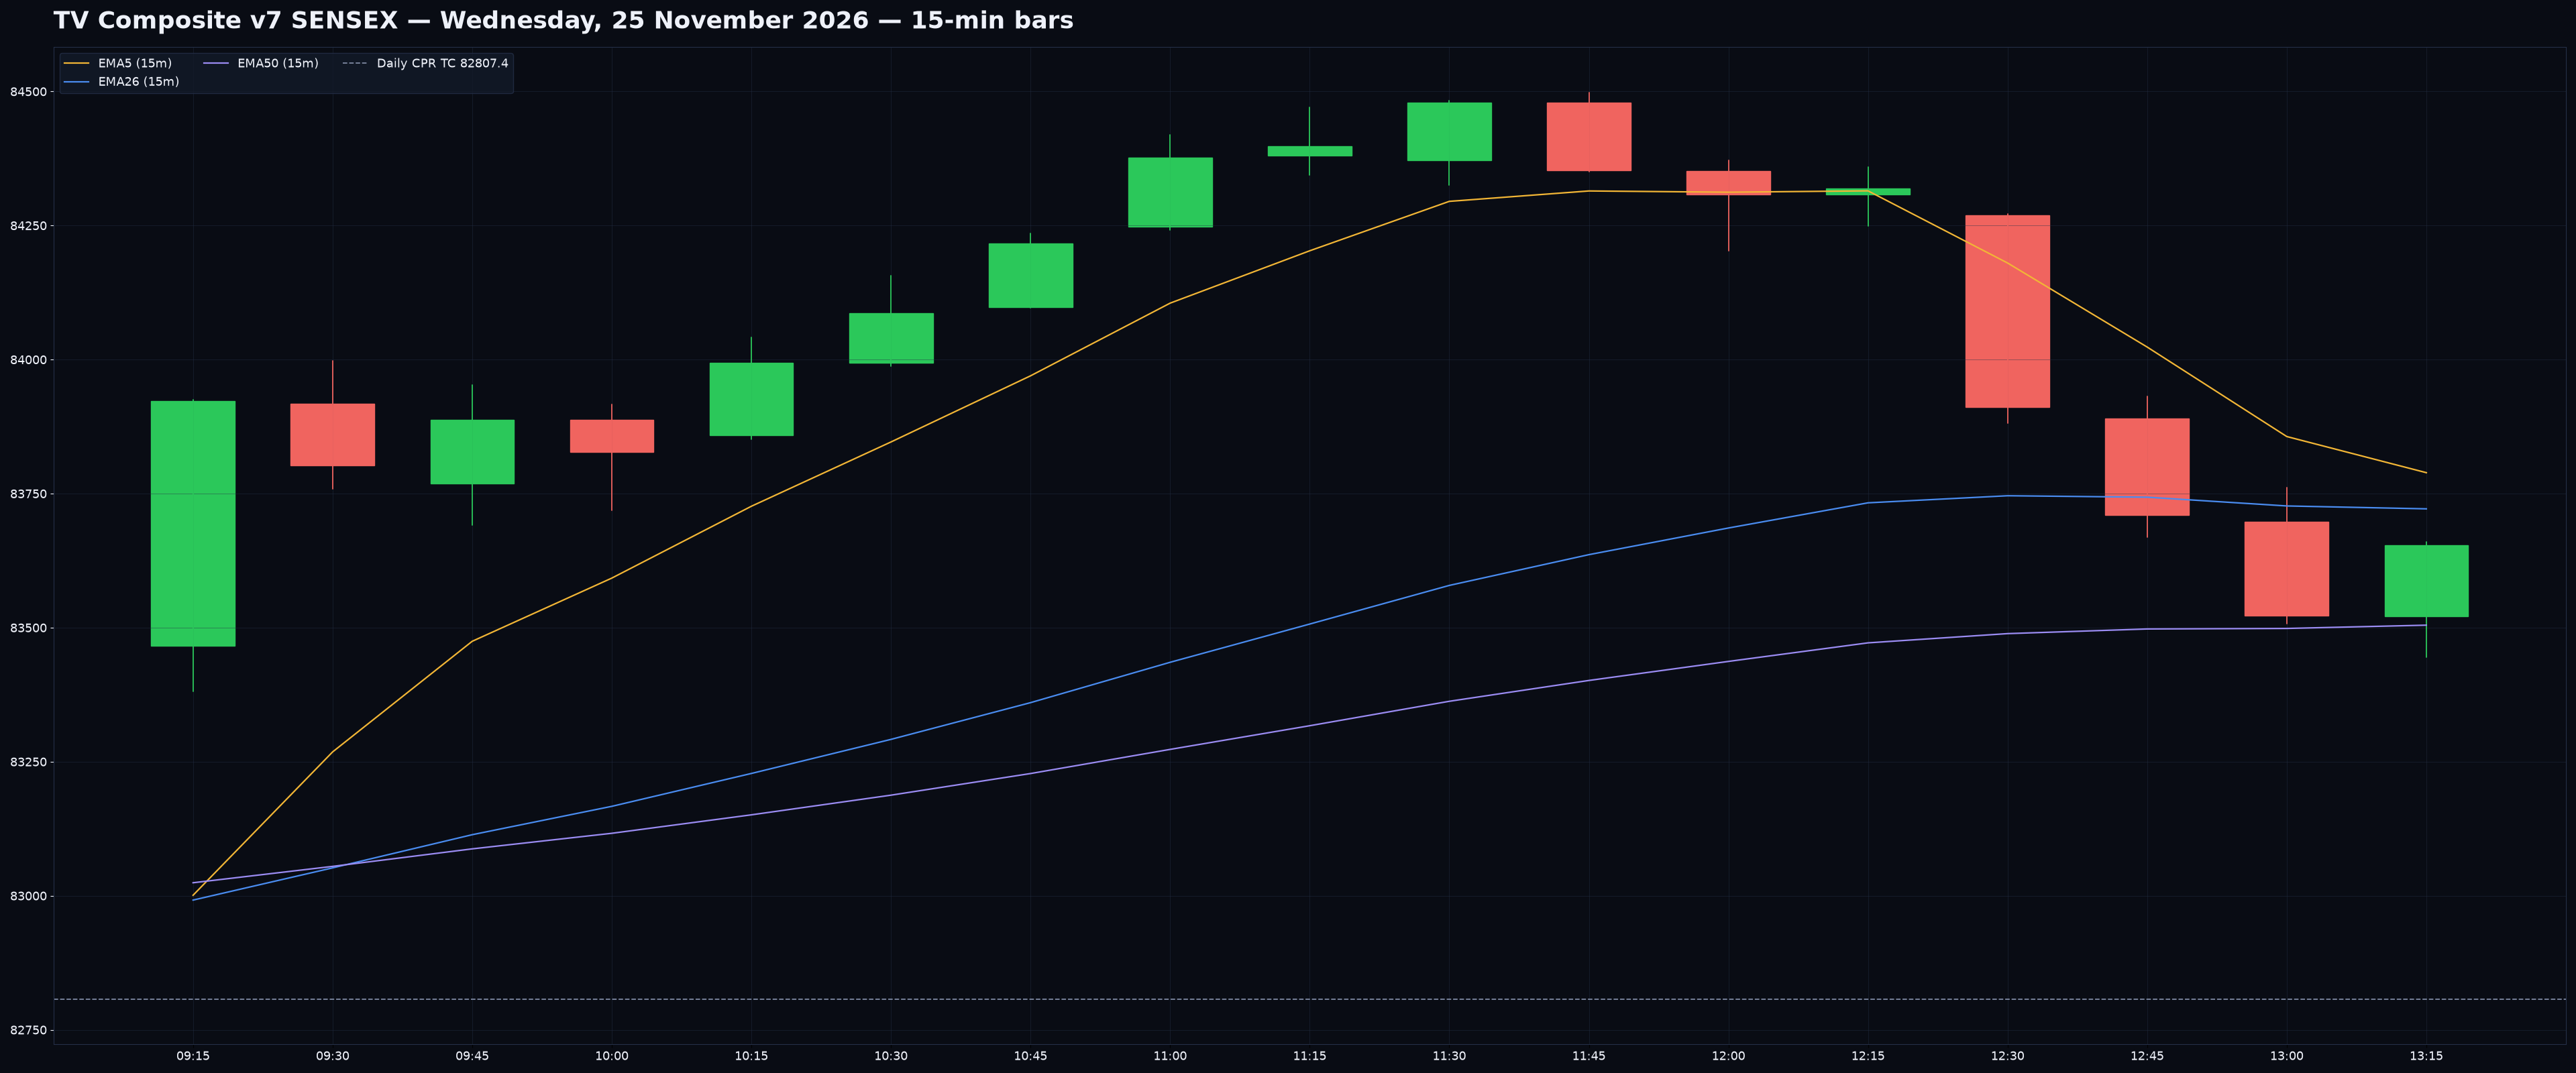 TV Composite v7 SENSEX — Wednesday, 25 November 2026 — 15-min bars
EMA5 (15m) EMA50 (15m) Daily CPR TC 82807.4
EMA26 (15m)
84500
84250
84000
83750
83500
83250
83000
82750
09:15 09:30 09:45 10:00 10:15 10:30 10:45 11:00 11:15 11:30 11:45 12:00 12:15 12:30 12:45 13:00 13:15